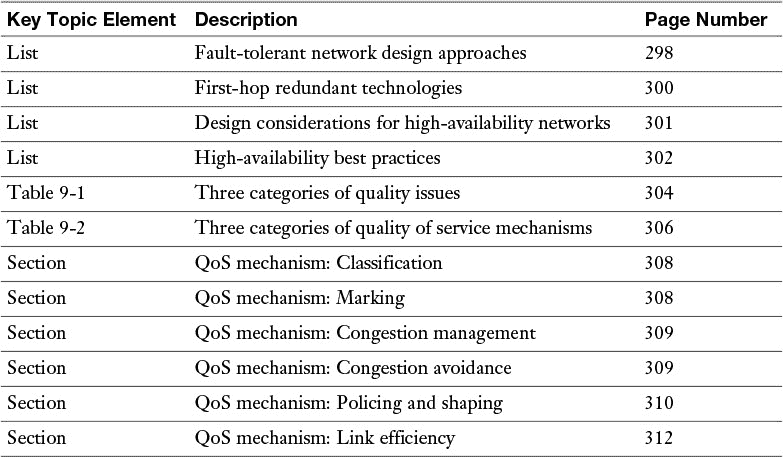 Key Topic Element Description Page Number
List Fault-tolerant network design approaches 298
List First-hop redundant technologies 300
List Design considerations for high-availability networks 301
List High-availability best practices 302
Table 9-1 Three categories of quality issues 304
Table 9-2 Three categories of quality of service mechanisms 306
Section QoS mechanism: Classification 308
Section QoS mechanism: Marking 308
Section QoS mechanism: Congestion management 309
Section QoS mechanism: Congestion avoidance 309
Section QoS mechanism: Policing and shaping 310
Section QoS mechanism: Link efficiency 312